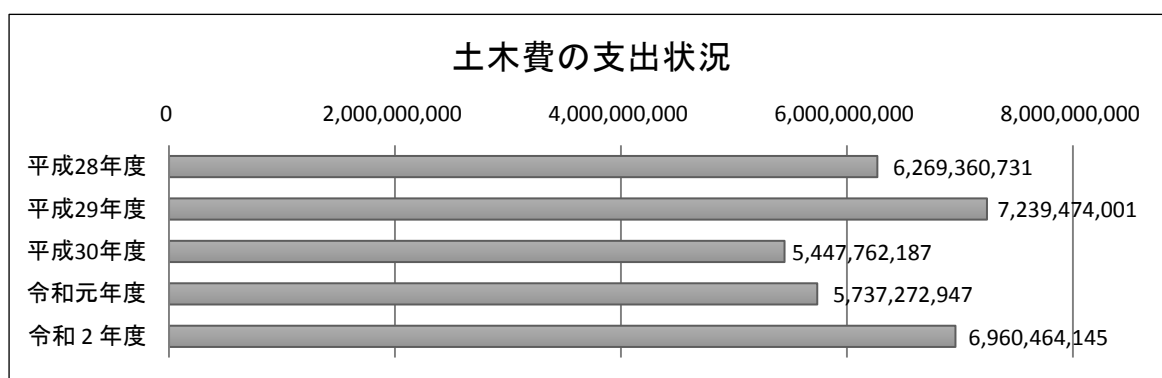 土木費の支出状況
0 2,000,000,000 4,000,000,000 6,000,000,000 8,000,000,000
平成28年度 6,269,360,731
平成29年度 7,239,474,001
平成30年度 5,447,762,187
令和元年度 5,737,272,947
令和２年度 6,960,464,145